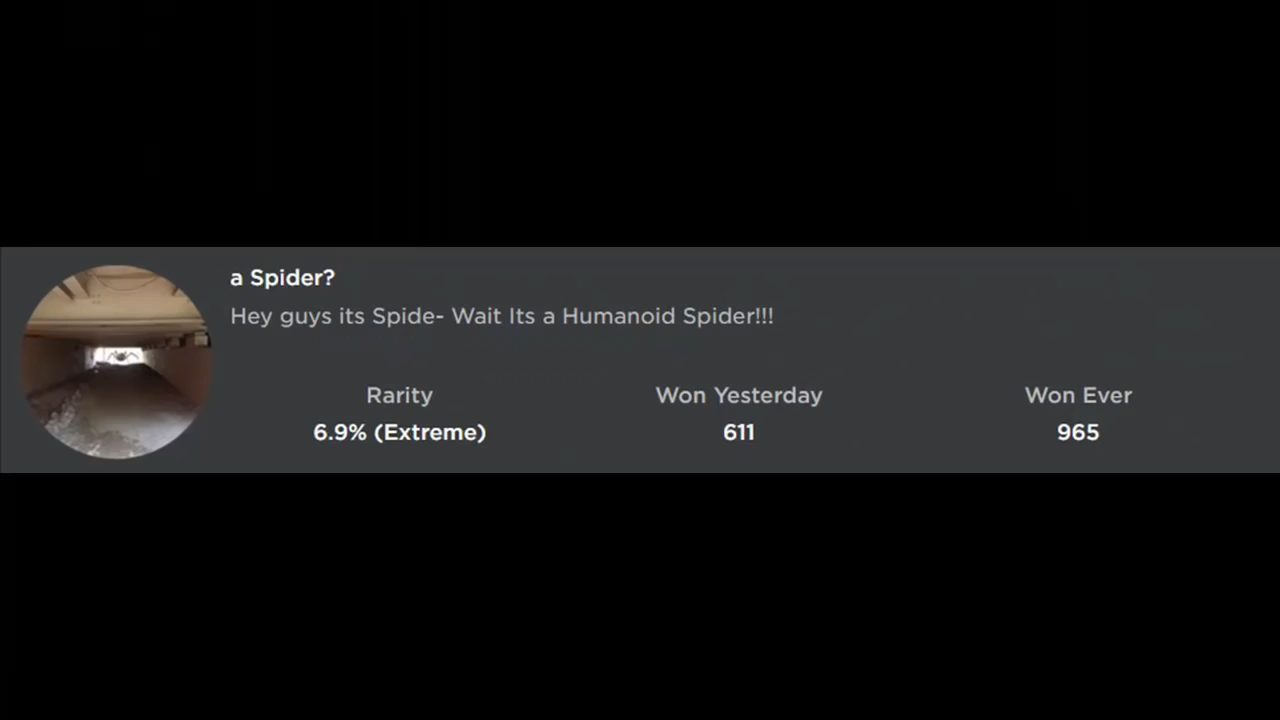 a Spider?
Hey guys its Spide- Wait Its a Humanoid Spider!!!
Rarity Won Yesterday Won Ever
6.9% (Extreme) 611 965